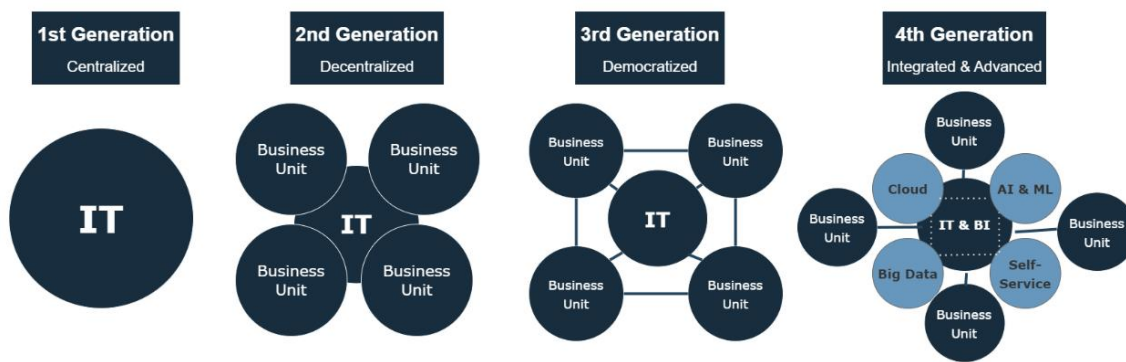 1st Generation
Centralized
IT
2nd Generation
Decentralized
Business
Unit
Business
Unit
IT
Business
Unit
Business
Unit
3rd Generation
Democratized
Business
Unit
Business
Unit
IT
Business
Unit
Business
Unit
4th Generation
Integrated & Advanced
Business
Unit
Cloud
AI & ML
Business
Unit
IT & BI
Business
Unit
Big Data
Self-
Service
Business
Unit